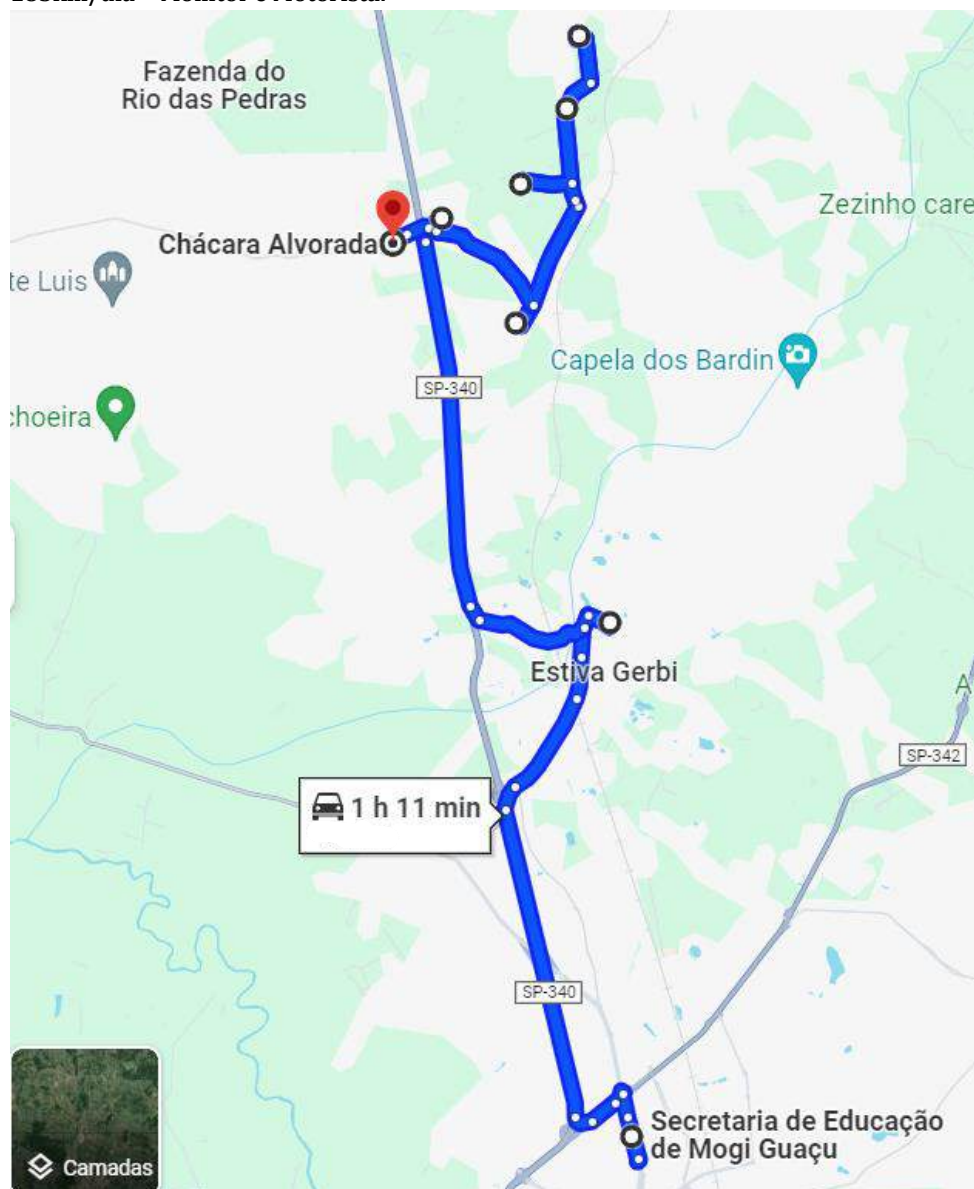 Fazenda do
Rio das Pedras
Zezinho care
Chácara Alvorada
te Luis
Capela dos Bardin
SP-340
choeira
Estiva Gerbi
A
SP-342
1 h 11 min
SP-340
Secretaria de Educação
de Mogi Guaçu
Camadas